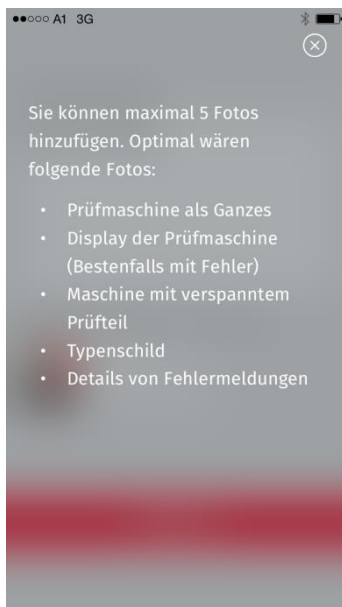 A1 3G
Sie können maximal 5 Fotos
hinzufügen. Optimal wären
folgende Fotos:
• Prüfmaschine als Ganzes
• Display der Prüfmaschine
(Bestenfalls mit Fehler)
• Maschine mit verspanntem
Prüfteil
• Typenschild
• Details von Fehlermeldungen